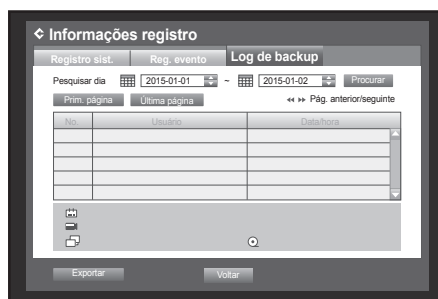 Informações registro
Registro sist. Reg. evento Log de backup
Pesquisar dia 2015-01-01 ~ 2015-01-02 Procurar
Prim. página Última página Pág. anterior/seguinte
No. Usuário Data/hora
Exportar Voltar